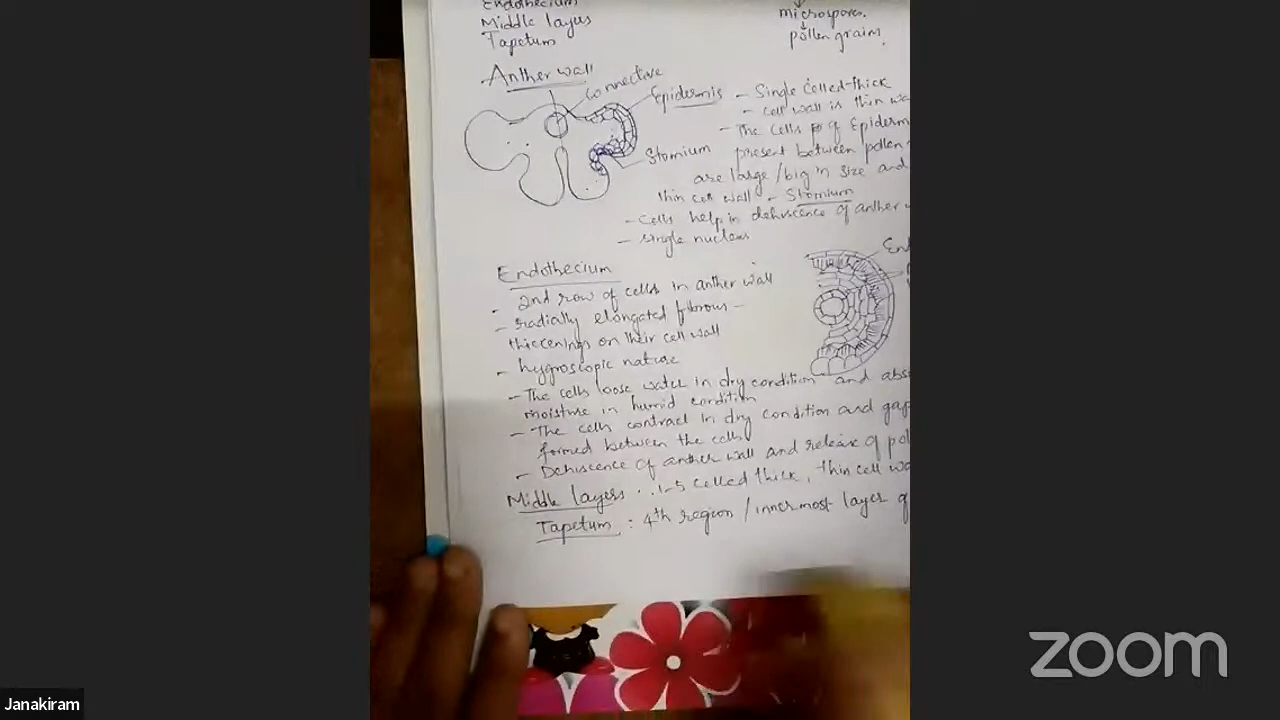 Endothecium
Middle layers
Tapetum
microspores.
pollen grains.
Anther wall
Connective
Epidermis - Single celled-thick
- cell wall is thin
- The cells of Epiderm
Stomium present between pollen
are large/big in size and
thin cell wall - Stomium
- Cells help in dehiscence of anther
- single nucleus
Endothecium
- 2nd row of cells in anther wall
- radially elongated fibrous -
thickenings on their cell wall
- hygroscopic nature
- The cells loose water in dry condition and abs
moisture in humid condition
- The cells contract in dry condition and gap
formed between the cells
- Dehiscence of anther wall and release of pol
Middle layers .. 1-5 celled thick, thin cell wa
Tapetum : 4th region / innermost layer
Janakiram
zoom